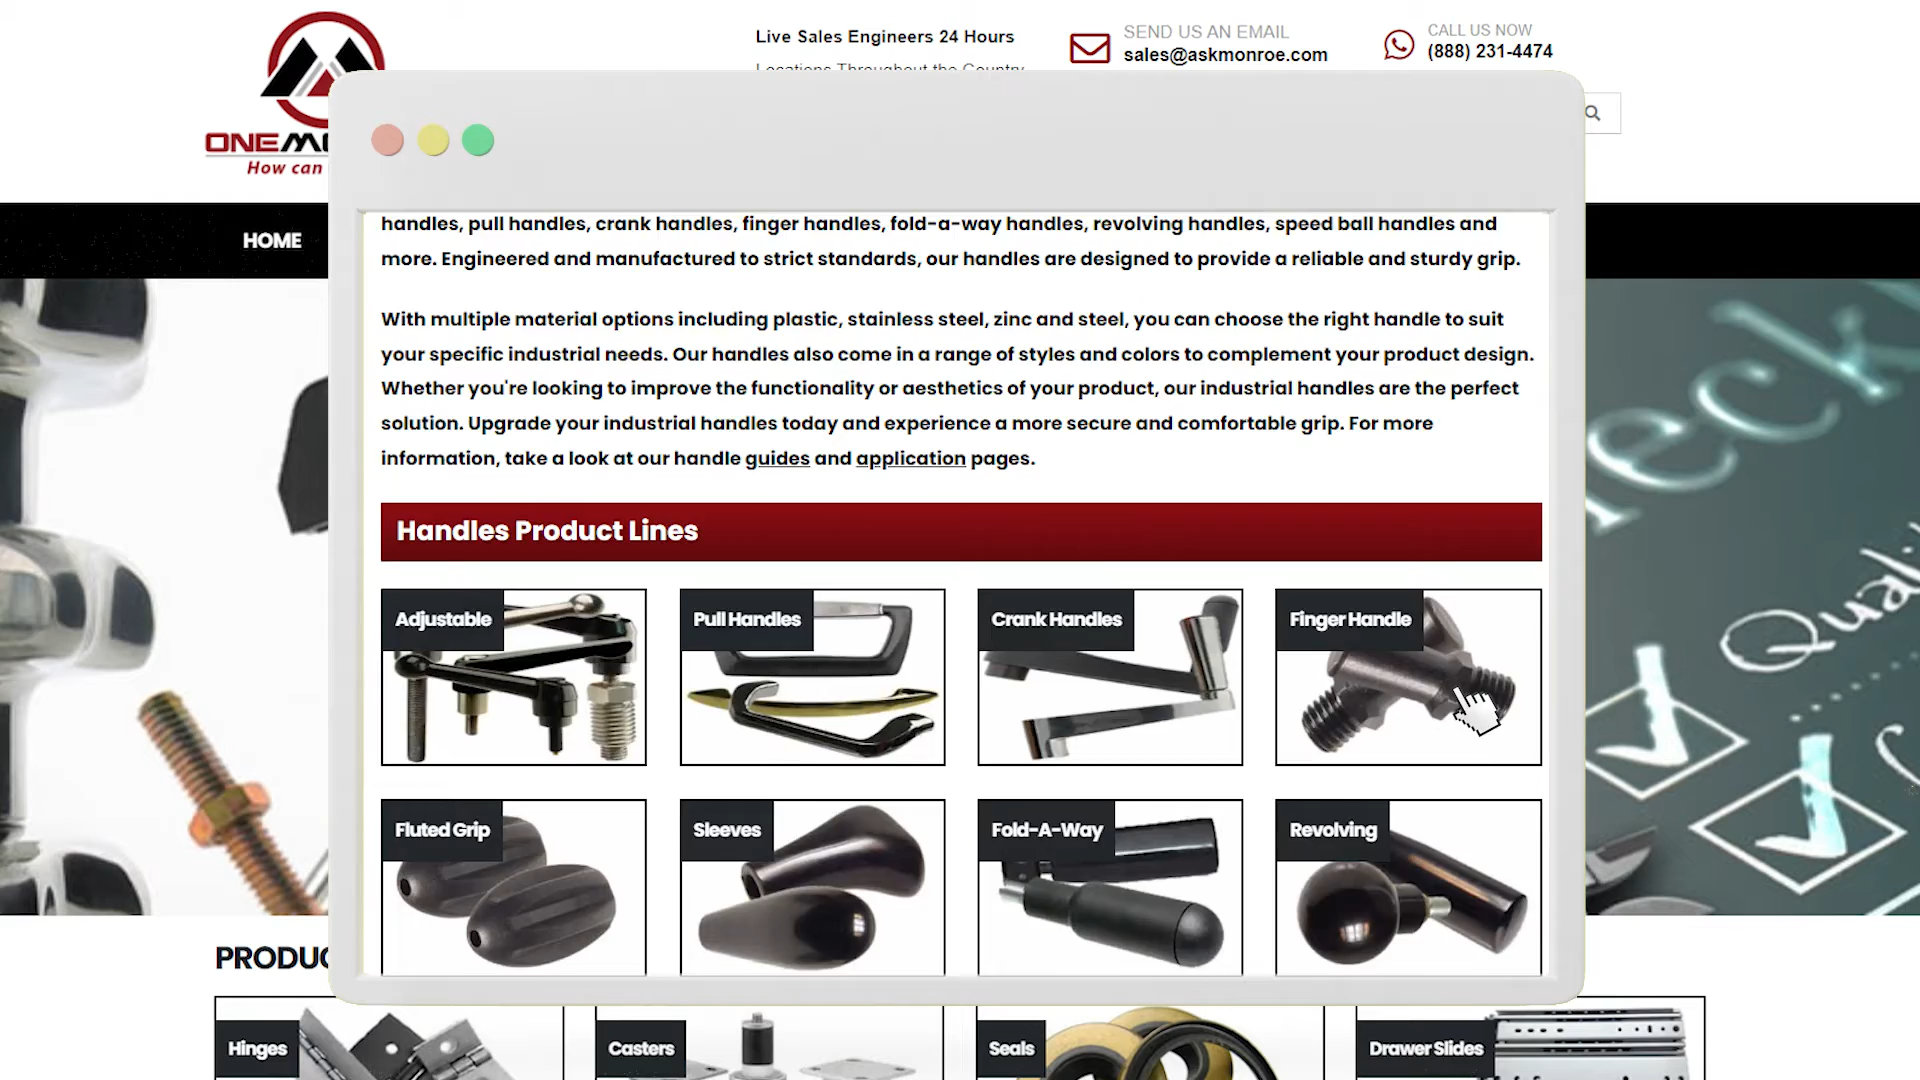 Live Sales Engineers 24 Hours
Locations Throughout the Country
SEND US AN EMAIL
sales@askmonroe.com
CALL US NOW
(888) 231-4474
ONE
How can
HOME
handles, pull handles, crank handles, finger handles, fold-a-way handles, revolving handles, speed ball handles and
more. Engineered and manufactured to strict standards, our handles are designed to provide a reliable and sturdy grip.
With multiple material options including plastic, stainless steel, zinc and steel, you can choose the right handle to suit
your specific industrial needs. Our handles also come in a range of styles and colors to complement your product design.
Whether you're looking to improve the functionality or aesthetics of your product, our industrial handles are the perfect
solution. Upgrade your industrial handles today and experience a more secure and comfortable grip. For more
information, take a look at our handle guides and application pages.
Handles Product Lines
Adjustable
Pull Handles
Crank Handles
Finger Handle
Fluted Grip
Sleeves
Fold-A-Way
Revolving
Hinges
Casters
Seals
Drawer Slides